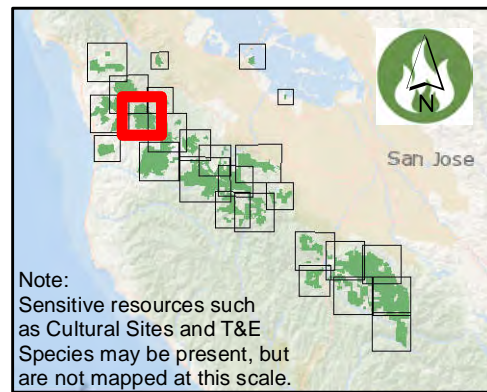 N
San Jose
Note:
Sensitive resources such
as Cultural Sites and T&E
Species may be present, but
are not mapped at this scale.